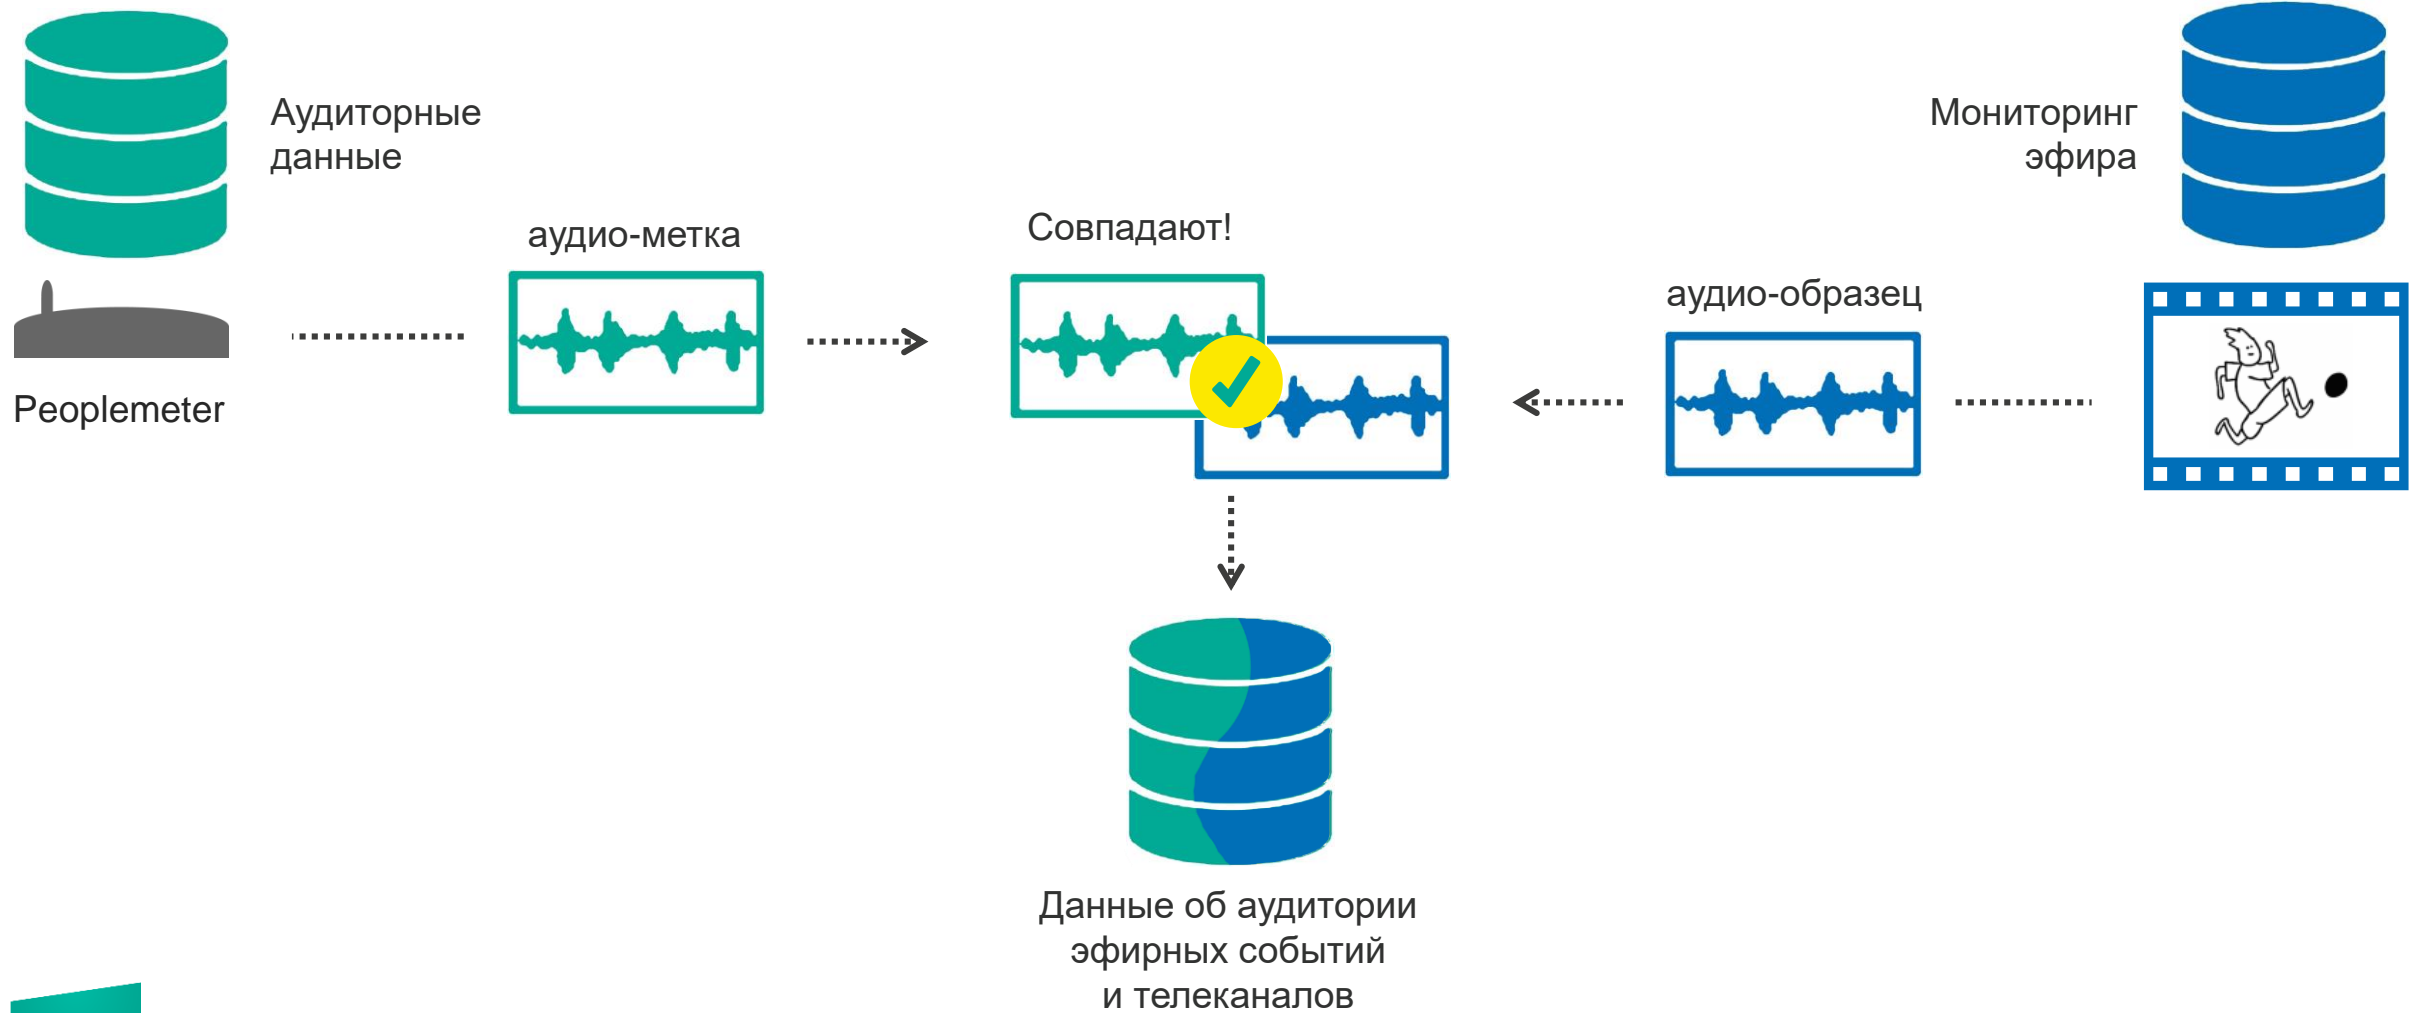 Аудиторные
данные
Мониторинг
эфира
аудио-метка
Совпадают!
аудио-образец
Peoplemeter
Данные об аудитории
эфирных событий
и телеканалов